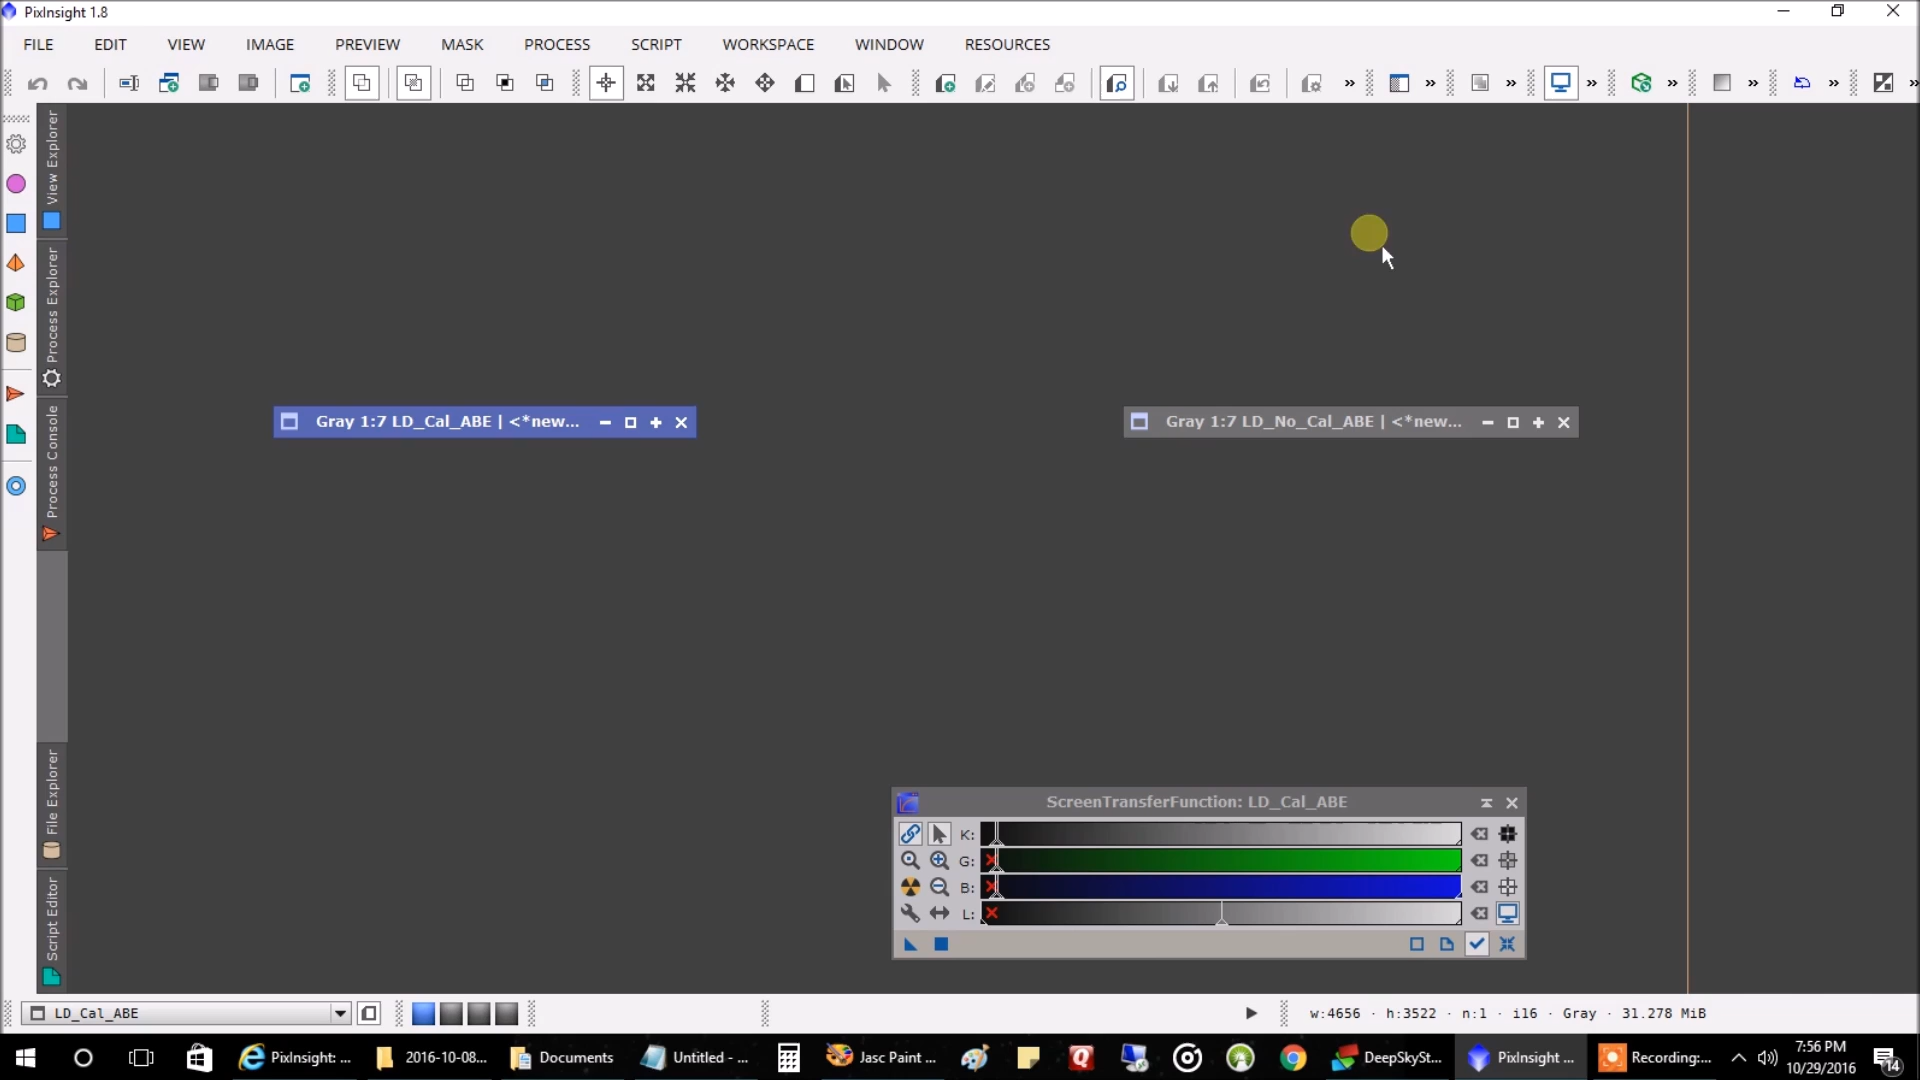 PixInsight 1.8
FILE EDIT VIEW IMAGE PREVIEW MASK PROCESS SCRIPT WORKSPACE WINDOW RESOURCES
View Explorer
Process Explorer
Process Console
File Explorer
Script Editor
Gray 1:7 LD_Cal_ABE | <*new...
Gray 1:7 LD_No_Cal_ABE | <*new...
ScreenTransferFunction: LD_Cal_ABE
K:
G:
B:
L:
LD_Cal_ABE
w:4656 · h:3522 · n:1 · i16 · Gray · 31.278 MiB
PixInsight: ...
2016-10-08...
Documents
Untitled - ...
Jasc Paint ...
DeepSkySt...
PixInsight ...
Recording:...
7:56 PM
10/29/2016
14